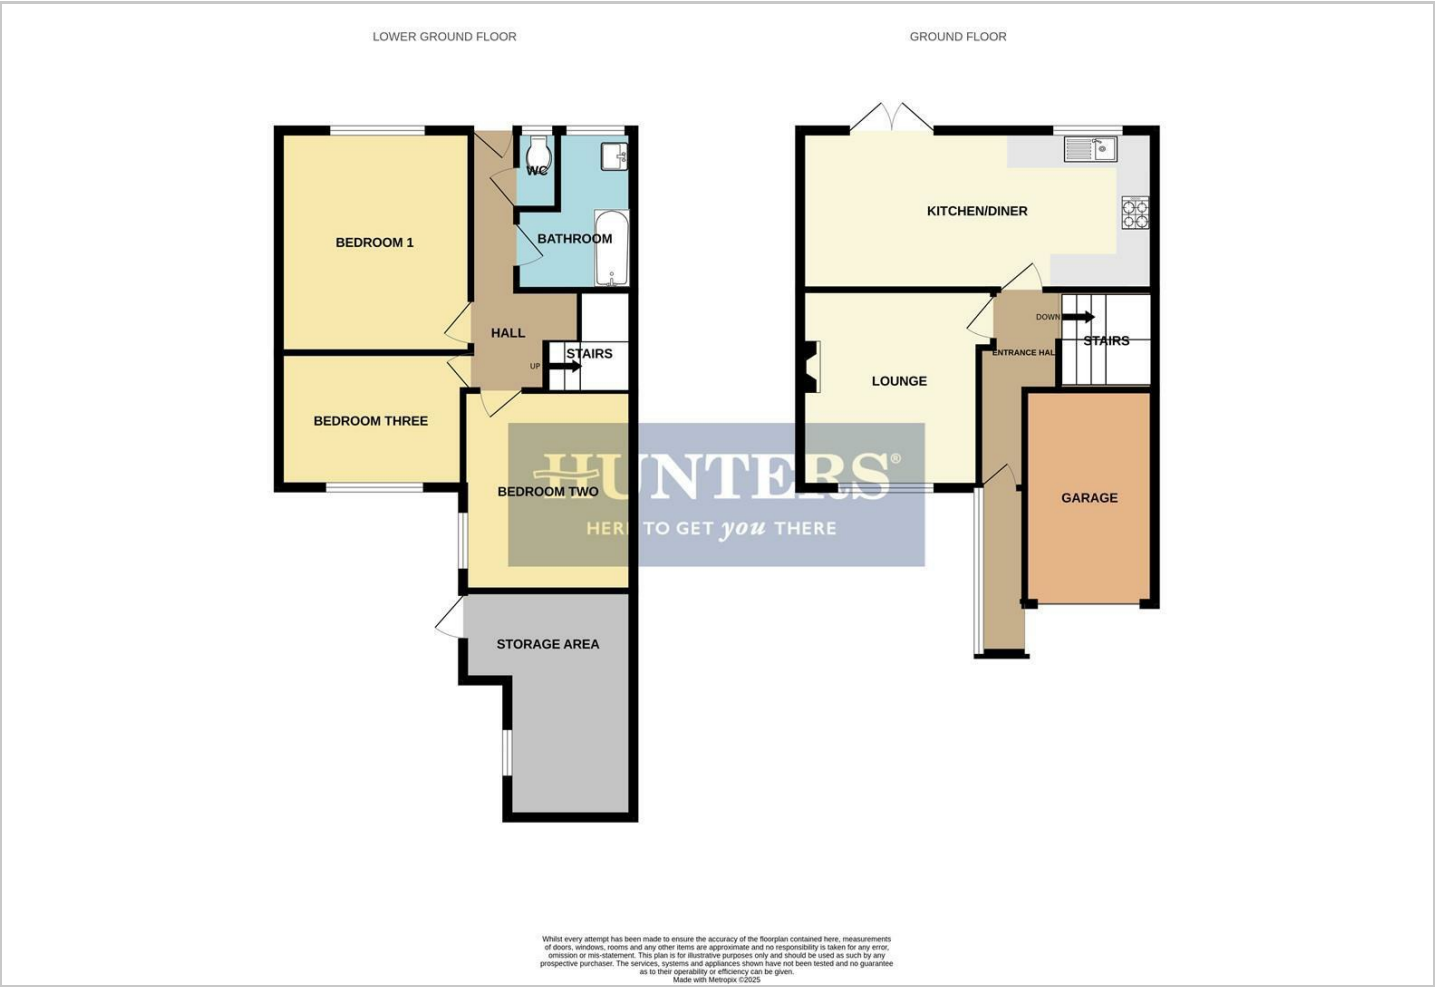 LOWER GROUND FLOOR
GROUND FLOOR
WC
BEDROOM 1
BATHROOM
HALL
STAIRS
UP
BEDROOM THREE
BEDROOM TWO
STORAGE AREA
KITCHEN/DINER
DOWN
STAIRS
ENTRANCE HAL
LOUNGE
GARAGE
HUNTERS®
HERE TO GET you THERE
Whilst every attempt has been made to ensure the accuracy of the floorplan contained here, measurements
of doors, windows, rooms and any other items are approximate and no responsibility is taken for any error,
omission or mis-statement. This plan is for illustrative purposes only and should be used as such by any
prospective purchaser. The services, systems and appliances shown have not been tested and no guarantee
as to their operability or efficiency can be given.
Made with Metropix ©2025